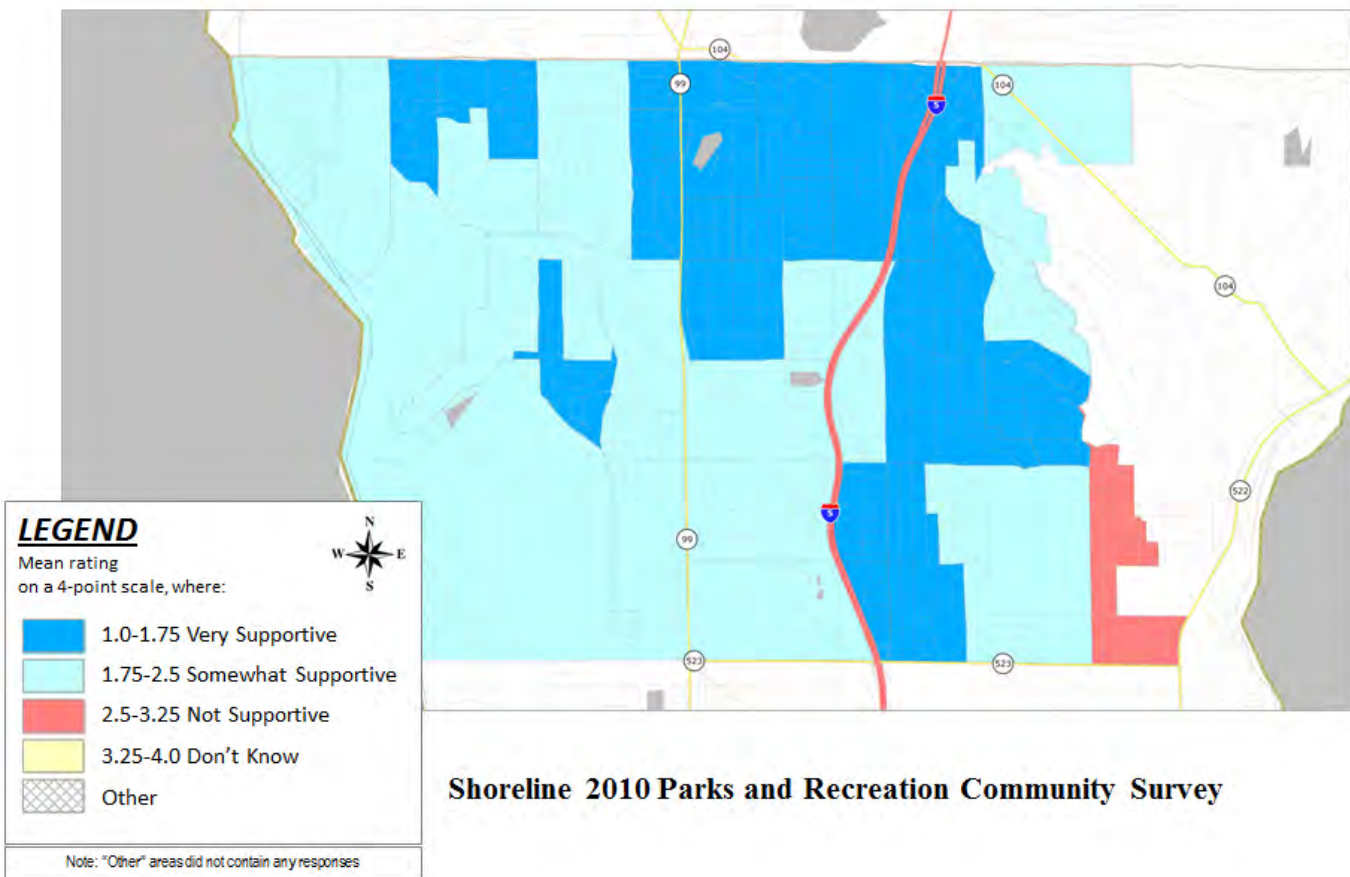 104
99
5
104
104
522
5
99
523
523
LEGEND
N
W E
S
Mean rating
on a 4-point scale, where:
1.0-1.75 Very Supportive
1.75-2.5 Somewhat Supportive
2.5-3.25 Not Supportive
3.25-4.0 Don't Know
Other
Note: "Other" areas did not contain any responses
Shoreline 2010 Parks and Recreation Community Survey